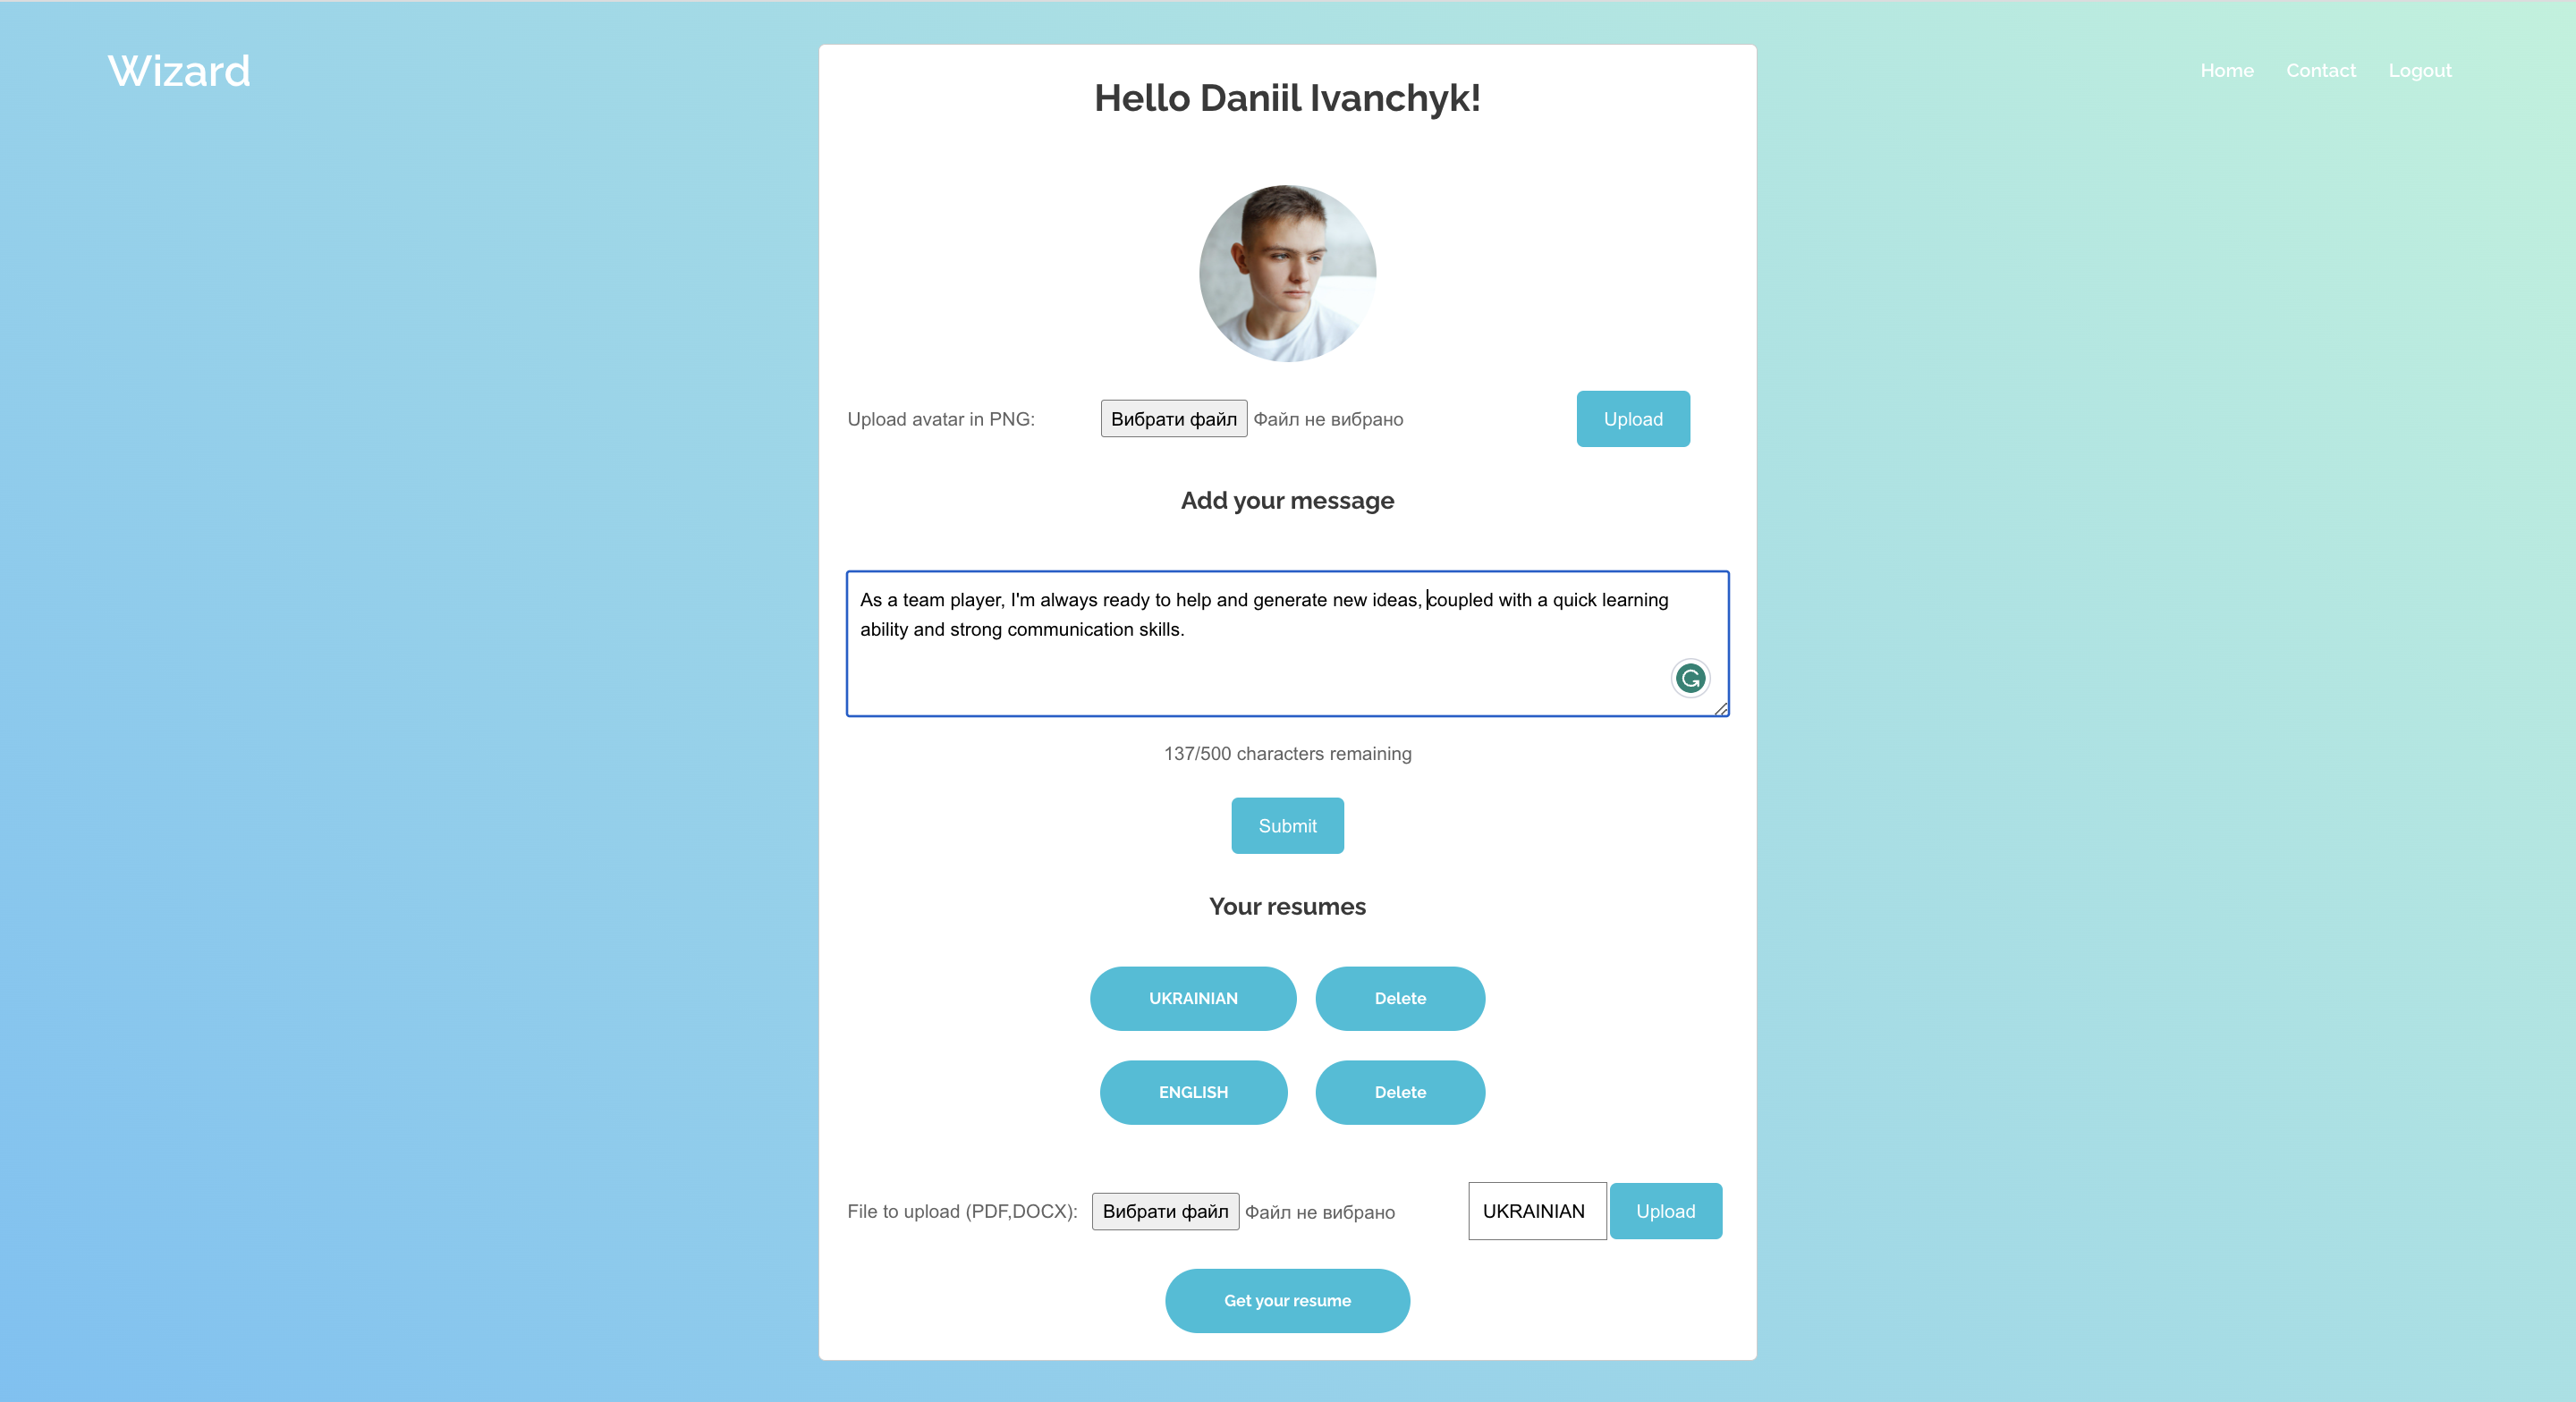 Wizard
Home Contact Logout
Hello Daniil Ivanchyk!
Upload avatar in PNG: Вибрати файл Файл не вибрано Upload
Add your message
As a team player, I'm always ready to help and generate new ideas, coupled with a quick learning
ability and strong communication skills.
137/500 characters remaining
Submit
Your resumes
UKRAINIAN Delete
ENGLISH Delete
File to upload (PDF,DOCX): Вибрати файл Файл не вибрано UKRAINIAN Upload
Get your resume